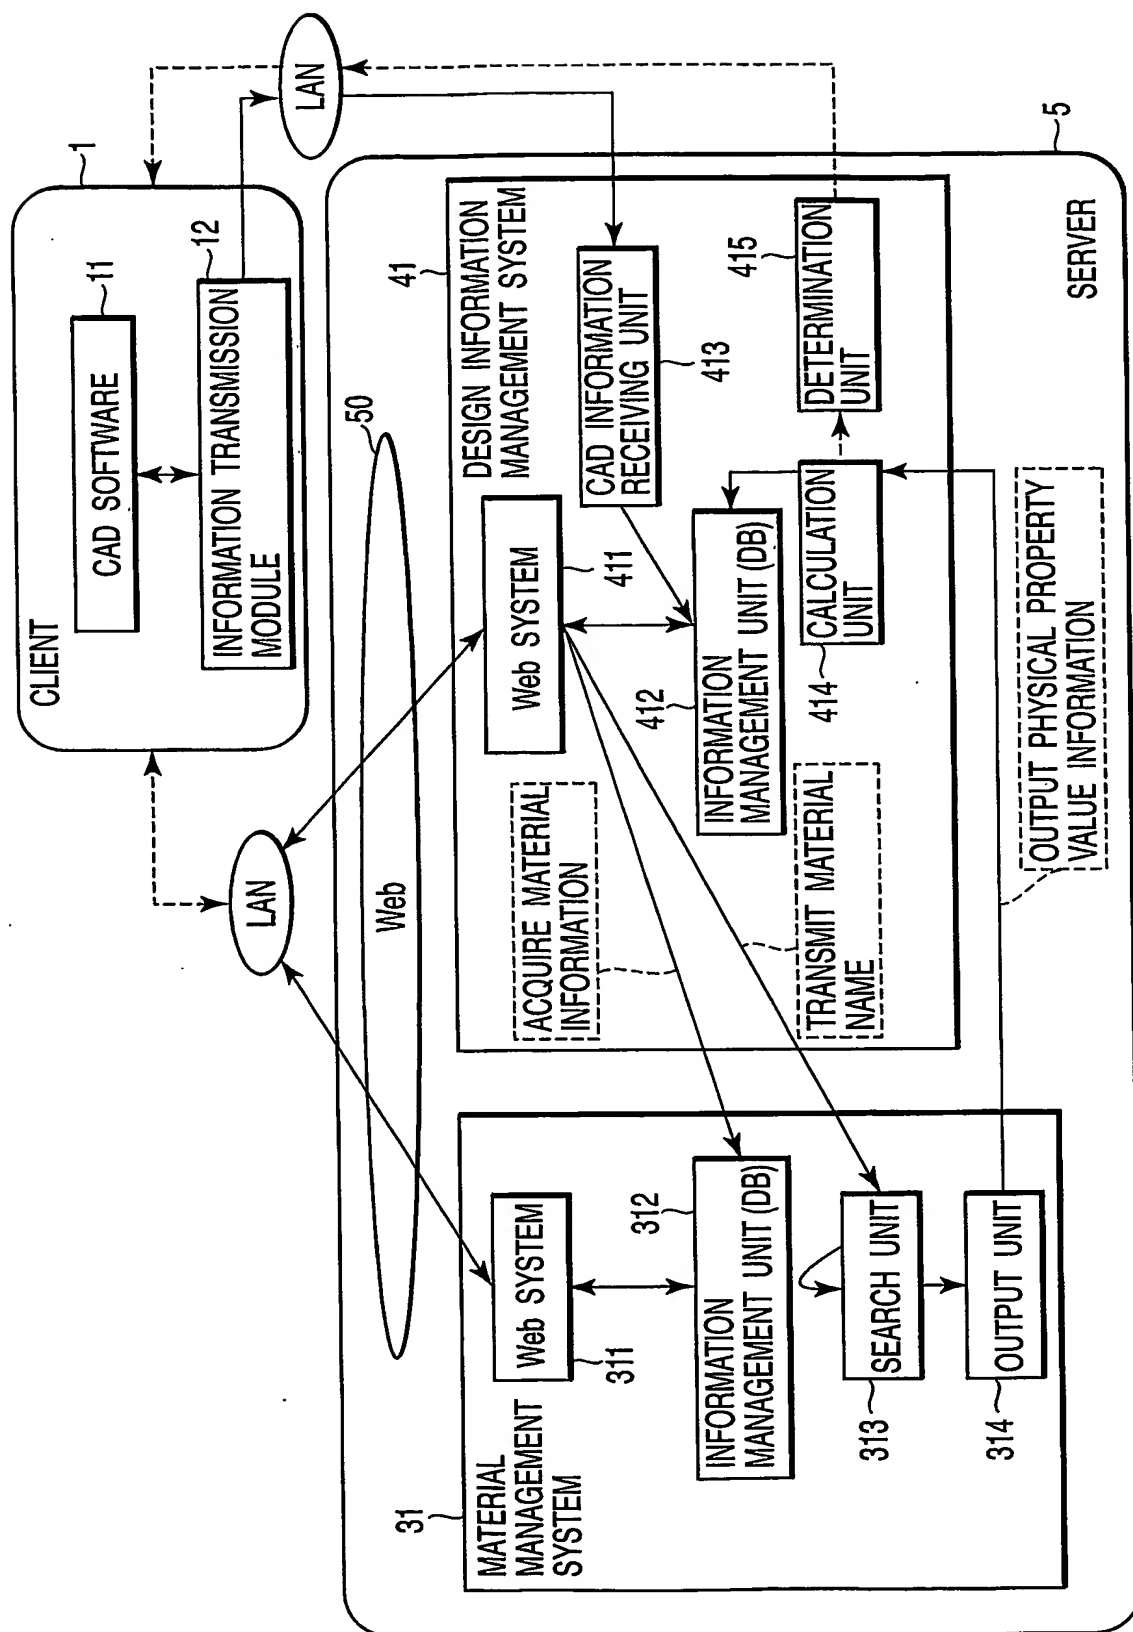 CLIENT
1
CAD SOFTWARE
11
INFORMATION TRANSMISSION
MODULE
12
LAN
LAN
Web
50
SERVER
5
MATERIAL
MANAGEMENT
SYSTEM
31
Web SYSTEM
311
INFORMATION
MANAGEMENT UNIT (DB)
312
SEARCH UNIT
313
OUTPUT UNIT
314
DESIGN INFORMATION
MANAGEMENT SYSTEM
41
Web SYSTEM
411
CAD INFORMATION
RECEIVING UNIT
413
INFORMATION
MANAGEMENT UNIT (DB)
412
CALCULATION
UNIT
414
DETERMINATION
UNIT
415
ACQUIRE MATERIAL
INFORMATION
TRANSMIT MATERIAL
NAME
OUTPUT PHYSICAL PROPERTY
VALUE INFORMATION